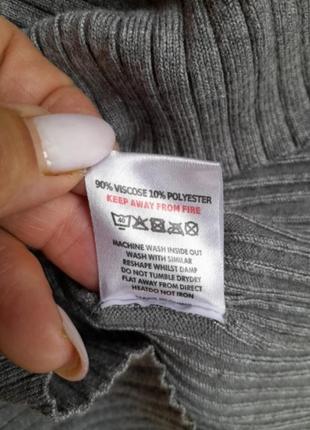 90% VISCOSE 10% POLYESTER
KEEP AWAY FROM FIRE
40
MACHINE WASH INSIDE OUT
WASH WITH SIMILAR
RESHAPE WHILST DAMP
DO NOT TUMBLE DRYDRY
FLAT AWAY FROM DIRECT
HEATDO NOT IRON